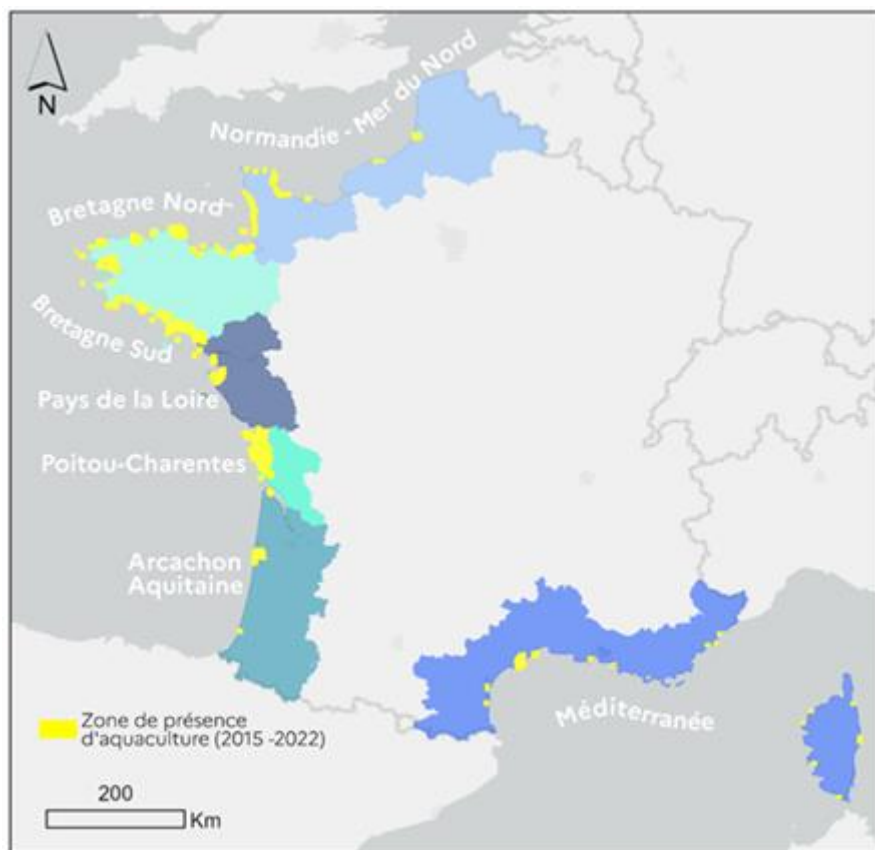 N
Normandie - Mer du Nord
Bretagne Nord
Bretagne Sud
Pays de la Loire
Poitou-Charentes
Arcachon
Aquitaine
Méditerranée
Zone de présence
d'aquaculture (2015 -2022)
200
Km